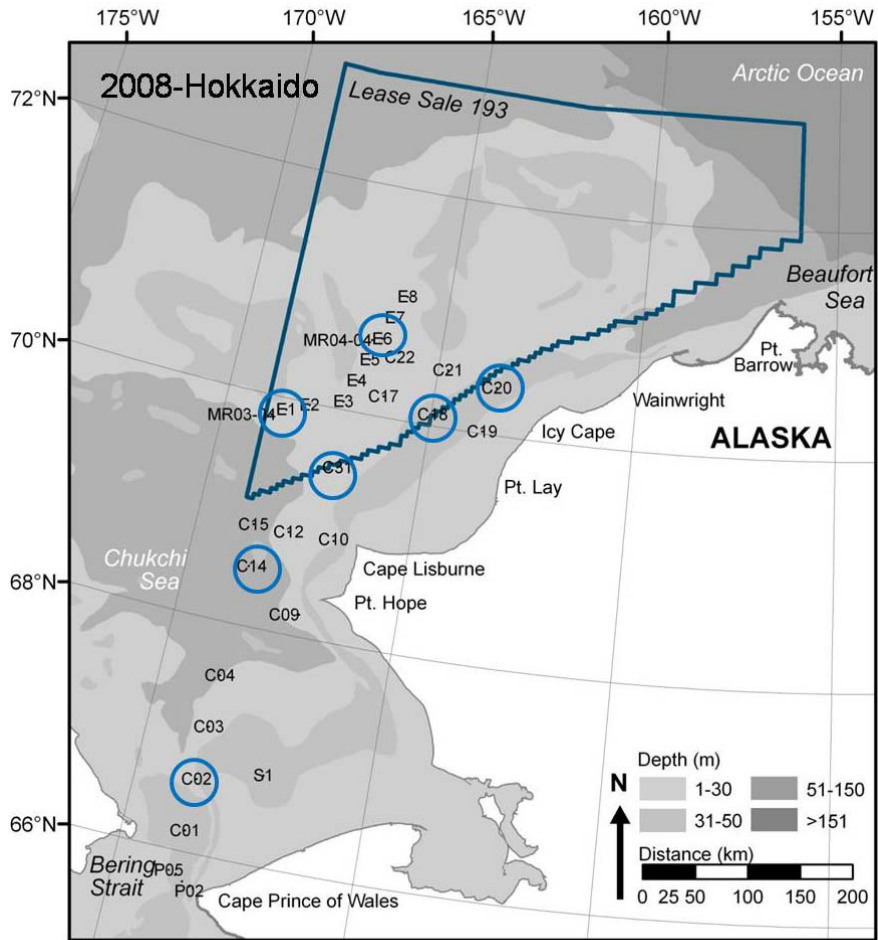 175°W
170°W
165°W
160°W
155°W
72°N
70°N
68°N
66°N
2008-Hokkaido
Arctic Ocean
Lease Sale 193
Beaufort
Sea
E8
E7
MR04-04
E6
E5
C22
C21
E4
C17
C20
E3
MR03-04
E1
E2
C18
C19
Pt.
Barrow
Wainwright
Icy Cape
ALASKA
C31
Pt. Lay
C15
C12
C10
Chukchi
Sea
C14
Cape Lisburne
Pt. Hope
C09
C04
C03
C02
S1
C01
Bering
Strait
P05
P02
Cape Prince of Wales
N
Depth (m)
1-30
51-150
31-50
>151
Distance (km)
0 25 50 100 150 200